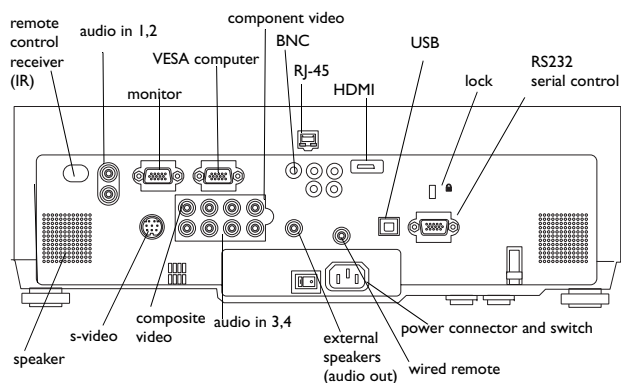 remote
control
receiver
(IR)
audio in 1,2
component video
BNC
USB
VESA computer
RJ-45
RS232
serial control
monitor
HDMI
lock
speaker
s-video
composite
video
audio in 3,4
external
speakers
(audio out)
wired remote
power connector and switch